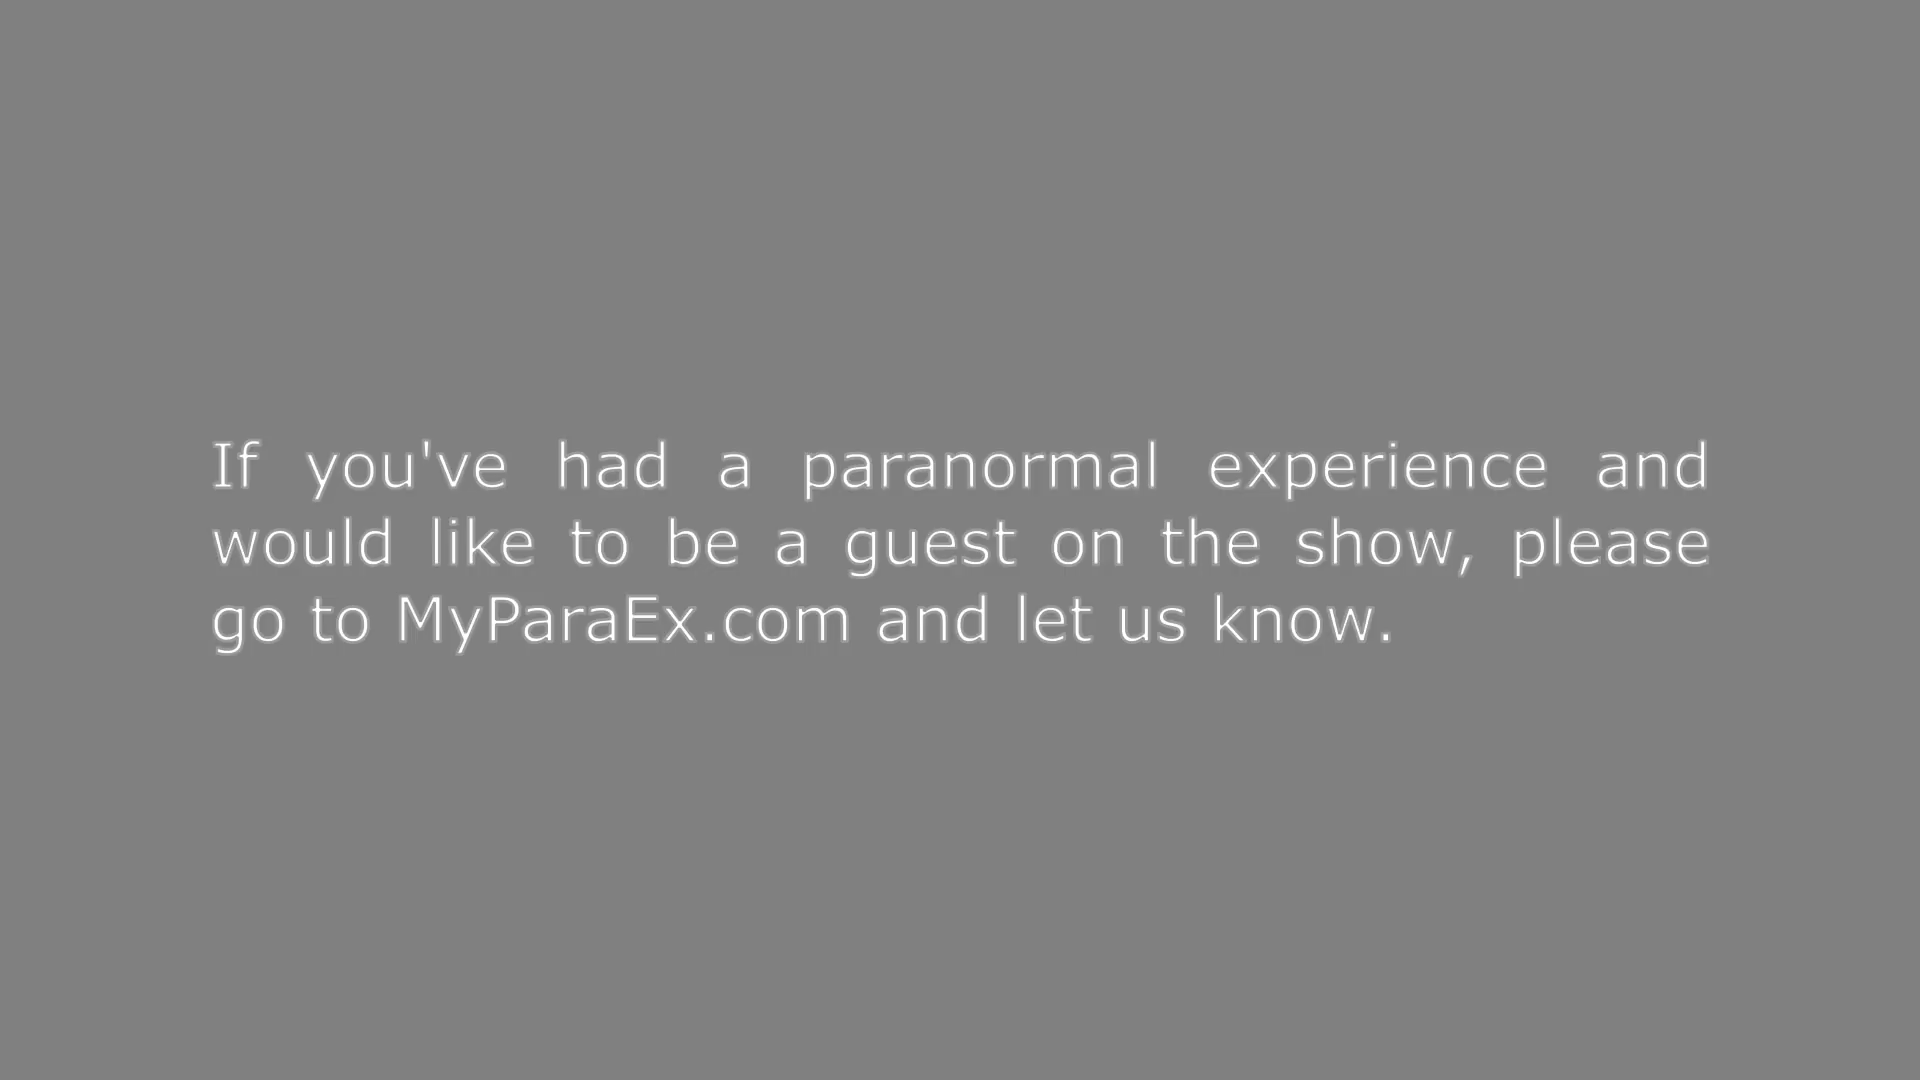 If you've had a paranormal experience and
would like to be a guest on the show, please
go to MyParaEx.com and let us know.